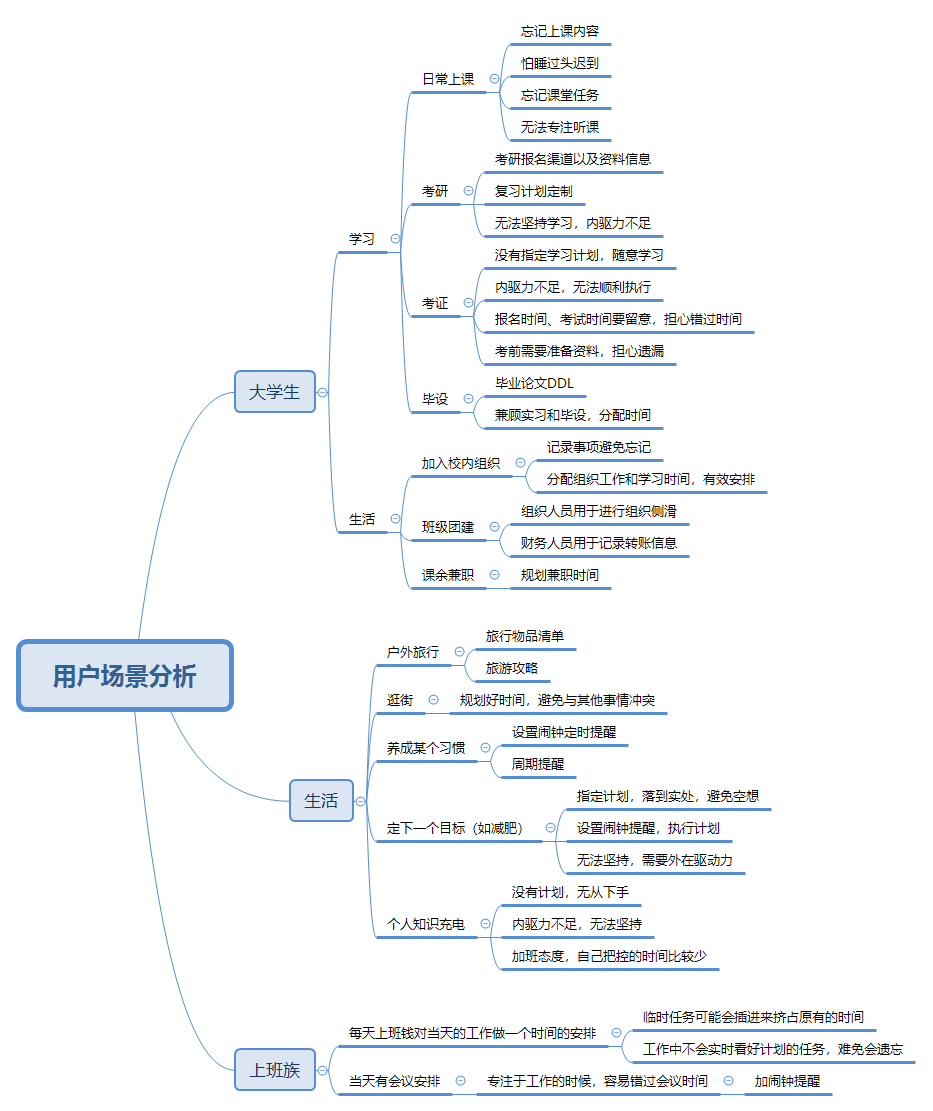 用户场景分析
大学生
学习
日常上课
忘记上课内容
怕睡过头迟到
忘记课堂任务
无法专注听课
考研
考研报名渠道以及资料信息
复习计划定制
无法坚持学习，内驱力不足
考证
没有指定学习计划，随意学习
内驱力不足，无法顺利执行
报名时间、考试时间要留意，担心错过时间
考前需要准备资料，担心遗漏
毕设
毕业论文DDL
兼顾实习和毕设，分配时间
生活
加入校内组织
记录事项避免忘记
分配组织工作和学习时间，有效安排
班级团建
组织人员用于进行组织侧滑
财务人员用于记录转账信息
课余兼职
规划兼职时间
生活
户外旅行
旅行物品清单
旅游攻略
逛街
规划好时间，避免与其他事情冲突
养成某个习惯
设置闹钟定时提醒
周期提醒
定下一个目标（如减肥）
指定计划，落到实处，避免空想
设置闹钟提醒，执行计划
无法坚持，需要外在驱动力
个人知识充电
没有计划，无从下手
内驱力不足，无法坚持
加班态度，自己把控的时间比较少
上班族
每天上班钱对当天的工作做一个时间的安排
临时任务可能会插进来挤占原有的时间
工作中不会实时看好计划的任务，难免会遗忘
当天有会议安排
专注于工作的时候，容易错过会议时间
加闹钟提醒